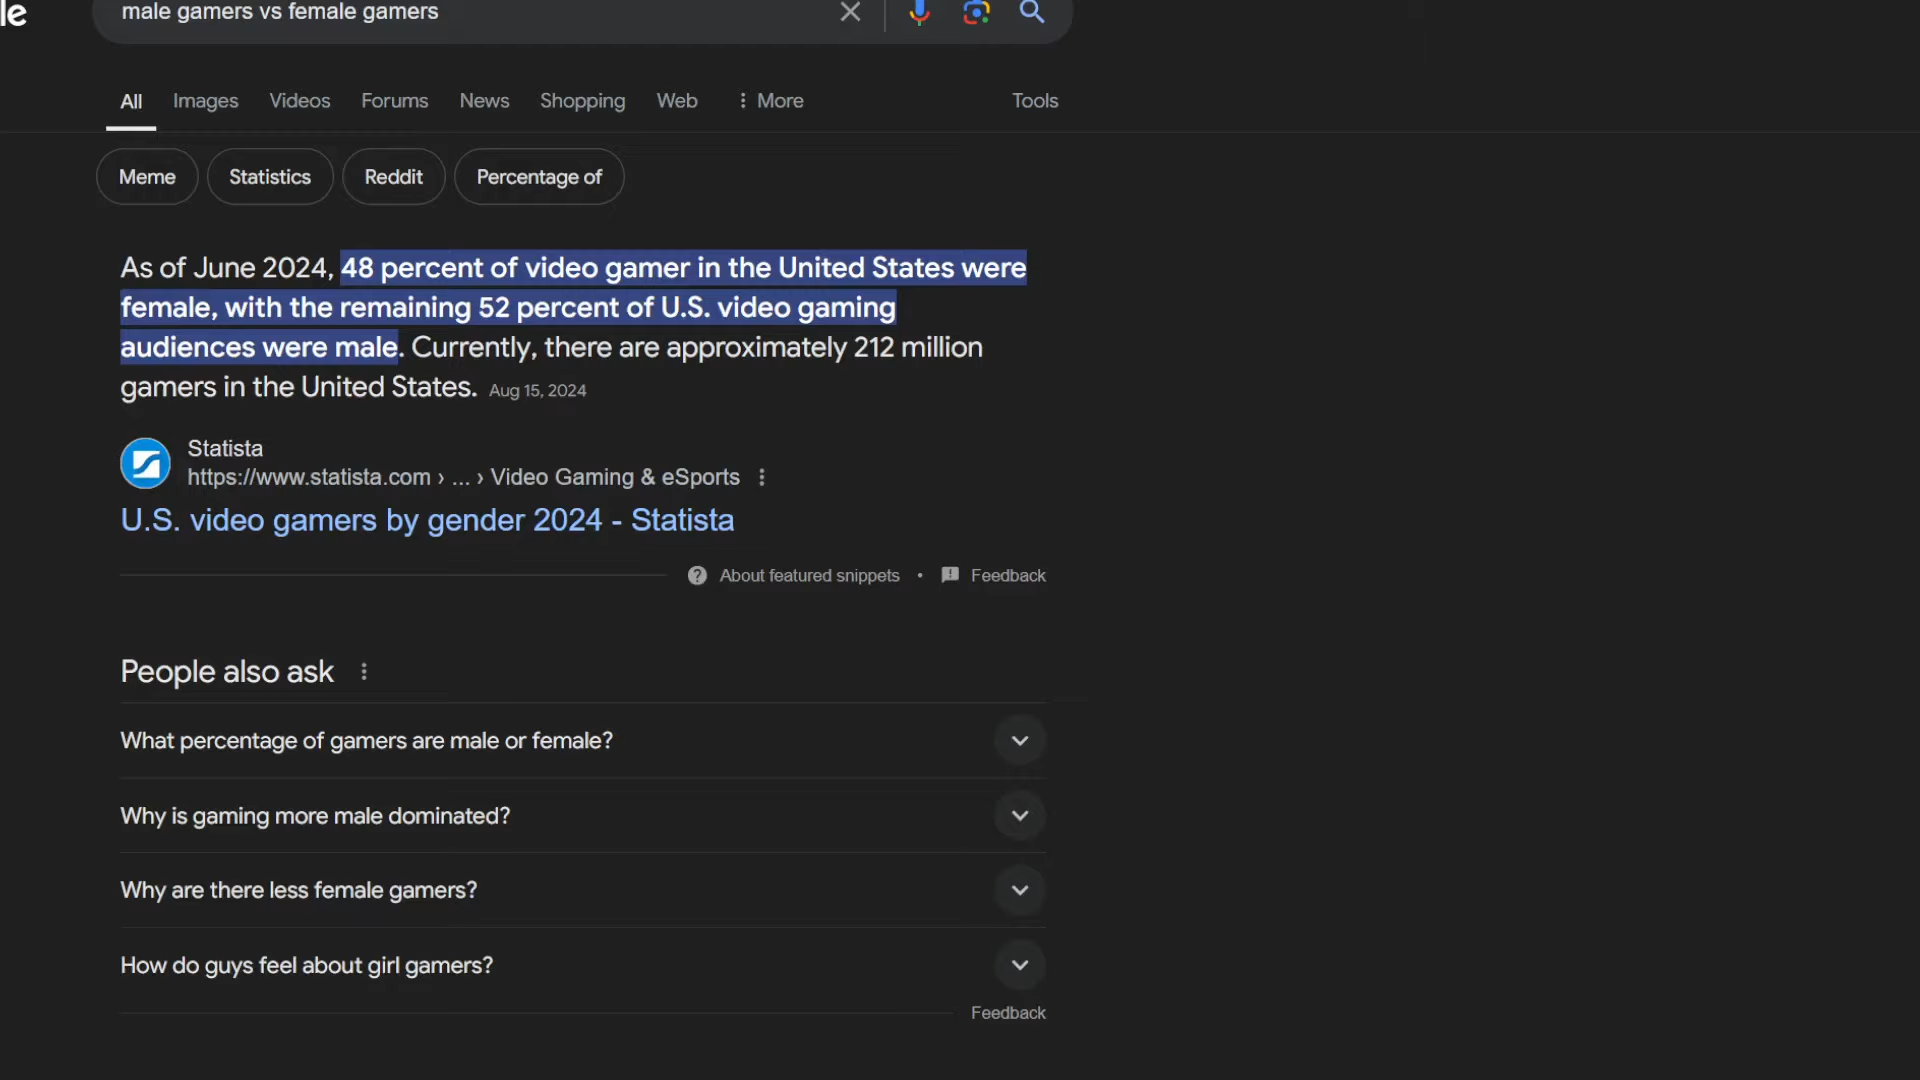 le
male gamers vs female gamers
All Images Videos Forums News Shopping Web More Tools
Meme Statistics Reddit Percentage of
As of June 2024, 48 percent of video gamer in the United States were
female, with the remaining 52 percent of U.S. video gaming
audiences were male. Currently, there are approximately 212 million
gamers in the United States. Aug 15, 2024
Statista
https://www.statista.com › ... › Video Gaming & eSports
U.S. video gamers by gender 2024 - Statista
About featured snippets • Feedback
People also ask
What percentage of gamers are male or female?
Why is gaming more male dominated?
Why are there less female gamers?
How do guys feel about girl gamers?
Feedback